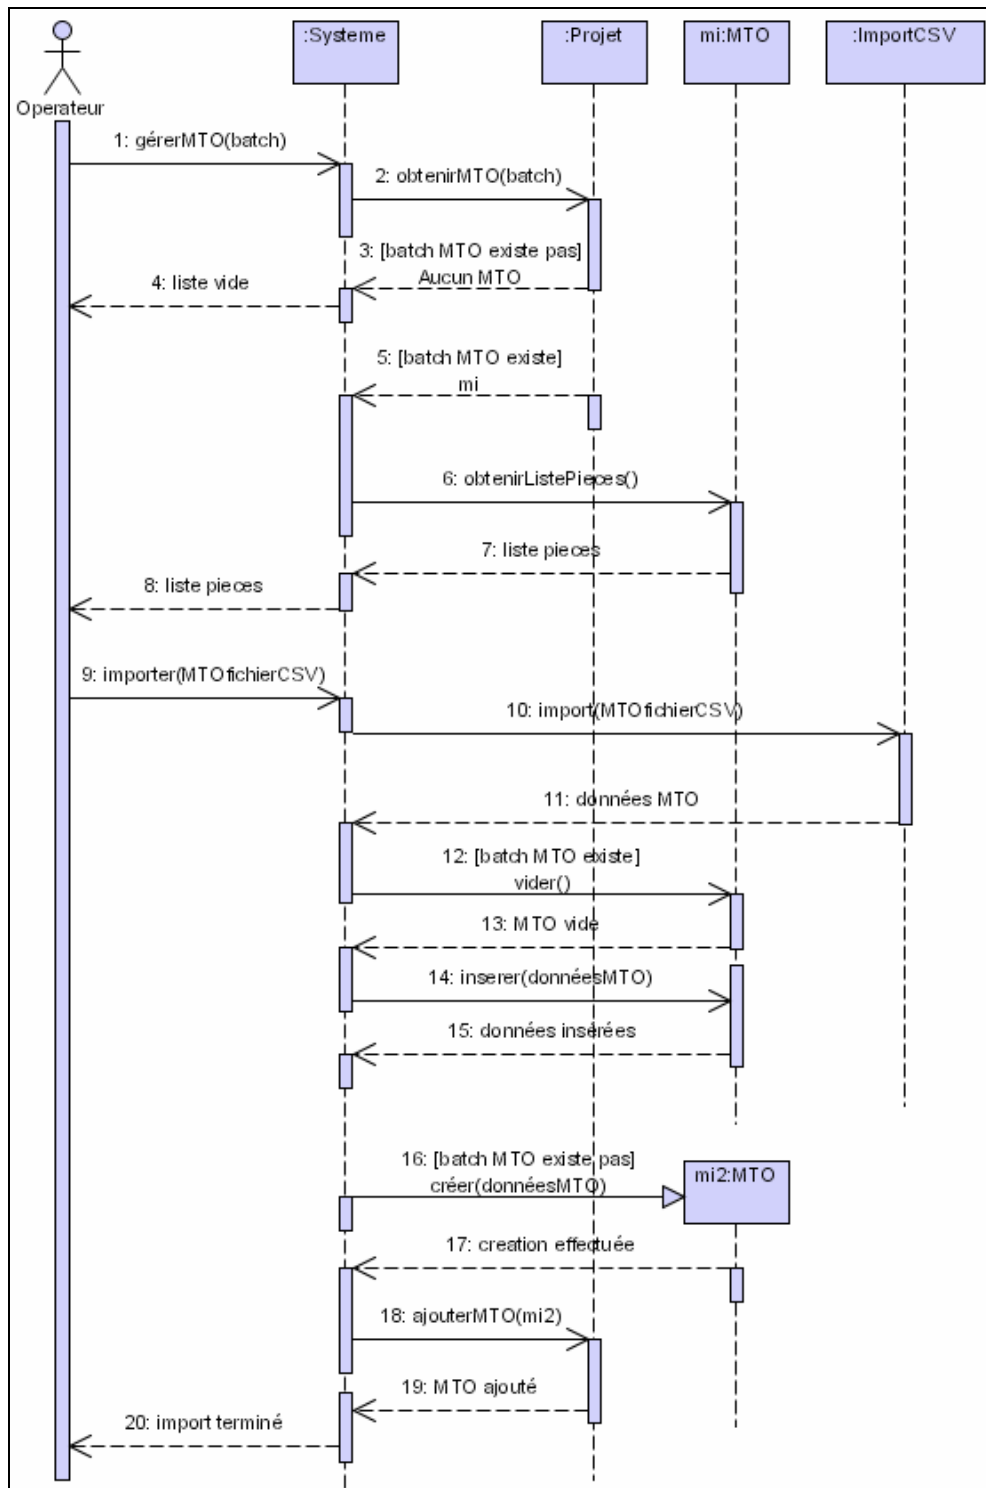 :Systeme
:Projet
mi:MTO
:ImportCSV
Operateur
1: gérerMTO(batch)
2: obtenirMTO(batch)
3: [batch MTO existe pas]
Aucun MTO
4: liste vide
5: [batch MTO existe]
mi
6: obtenirListePieces()
7: liste pieces
8: liste pieces
9: importer(MTOfichierCSV)
10: import(MTOfichierCSV)
11: données MTO
12: [batch MTO existe]
vider()
13: MTO vide
14: inserer(donnéesMTO)
15: données insérées
16: [batch MTO existe pas]
créer(donnéesMTO)
mi2:MTO
17: creation effectuée
18: ajouterMTO(mi2)
19: MTO ajouté
20: import terminé